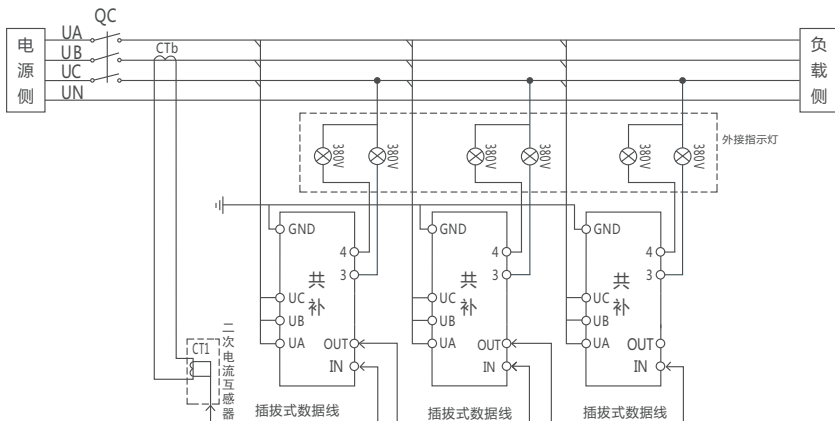 QC
电源侧
UA
UB
UC
UN
CTb
负载侧
380V
380V
380V
380V
380V
380V
外接指示灯
GND
4
3
共补
UC
UB
UA
OUT
IN
GND
4
3
共补
UC
UB
UA
OUT
IN
GND
4
3
共补
UC
UB
UA
OUT
IN
CT1
二次电流互感器
插拔式数据线
插拔式数据线
插拔式数据线